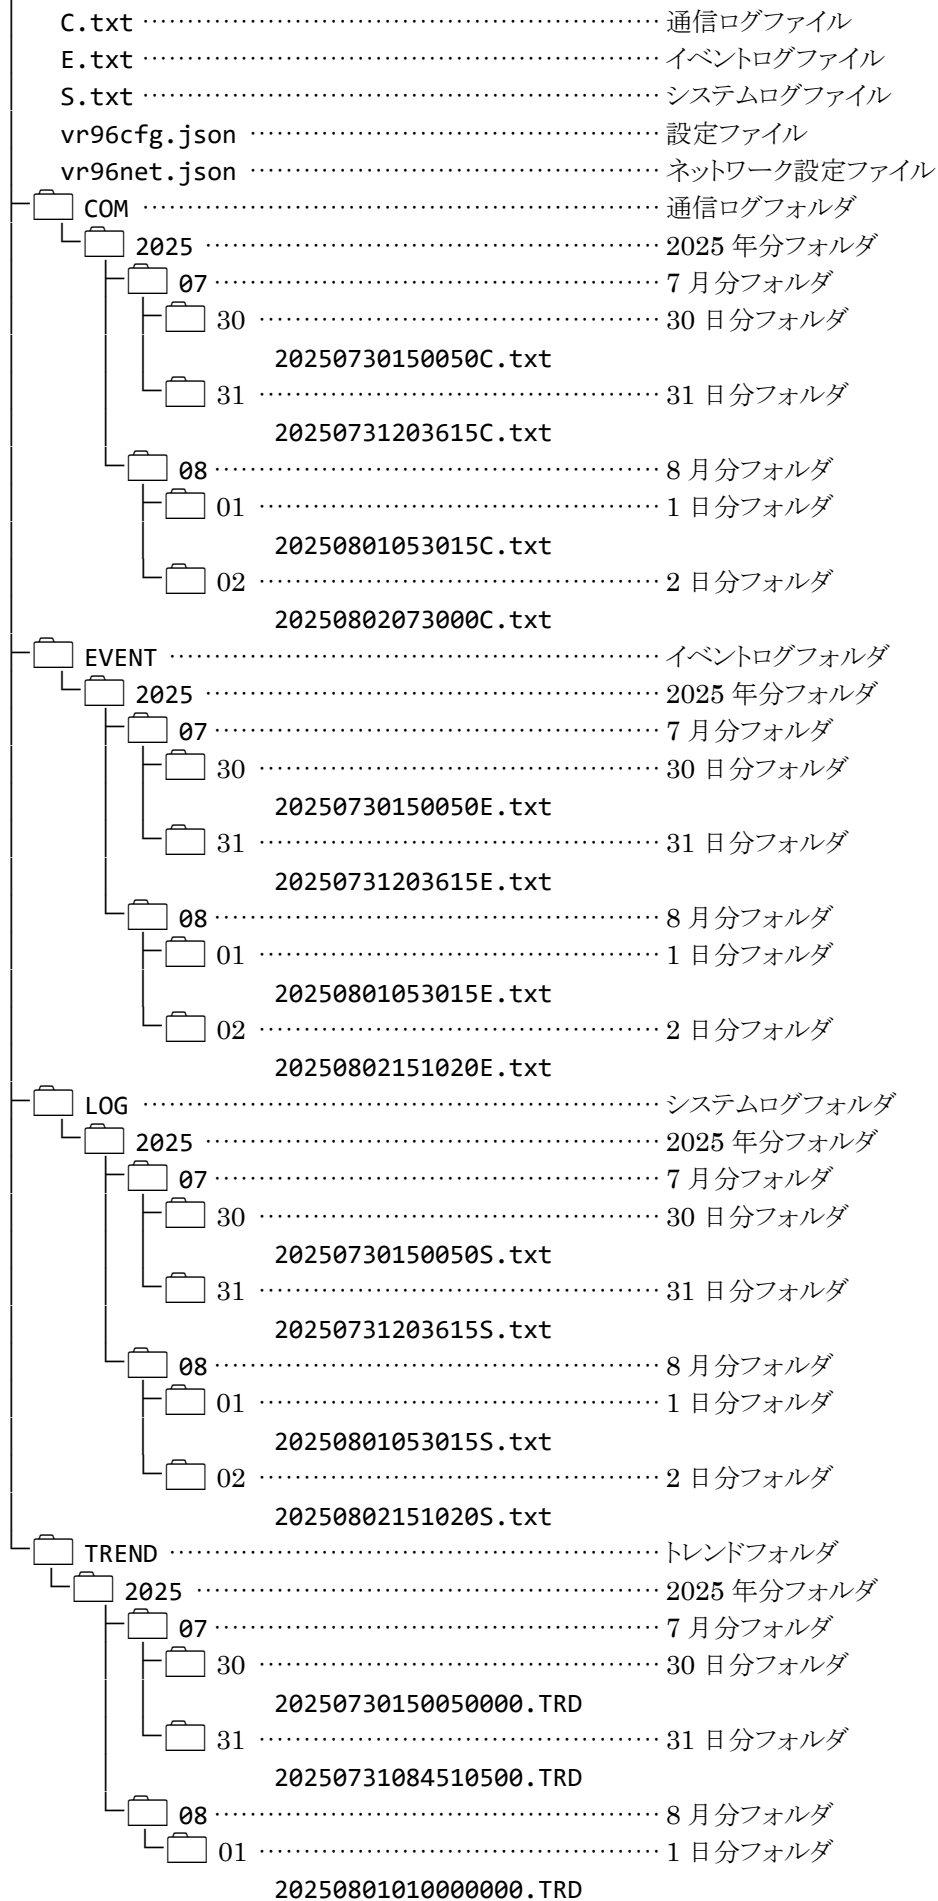 C.txt ………………………………………………… 通信ログファイル
E.txt ………………………………………………… イベントログファイル
S.txt ………………………………………………… システムログファイル
vr96cfg.json ……………………………………… 設定ファイル
vr96net.json ……………………………………… ネットワーク設定ファイル
COM ………………………………………………… 通信ログフォルダ
2025 ………………………………………… 2025 年分フォルダ
07 ………………………………………… 7 月分フォルダ
30 …………………………………… 30 日分フォルダ
20250730150050C.txt
31 …………………………………… 31 日分フォルダ
20250731203615C.txt
08 ………………………………………… 8 月分フォルダ
01 …………………………………… 1 日分フォルダ
20250801053015C.txt
02 …………………………………… 2 日分フォルダ
20250802073000C.txt
EVENT ……………………………………………… イベントログフォルダ
2025 ………………………………………… 2025 年分フォルダ
07 ………………………………………… 7 月分フォルダ
30 …………………………………… 30 日分フォルダ
20250730150050E.txt
31 …………………………………… 31 日分フォルダ
20250731203615E.txt
08 ………………………………………… 8 月分フォルダ
01 …………………………………… 1 日分フォルダ
20250801053015E.txt
02 …………………………………… 2 日分フォルダ
20250802151020E.txt
LOG ………………………………………………… システムログフォルダ
2025 ………………………………………… 2025 年分フォルダ
07 ………………………………………… 7 月分フォルダ
30 …………………………………… 30 日分フォルダ
20250730150050S.txt
31 …………………………………… 31 日分フォルダ
20250731203615S.txt
08 ………………………………………… 8 月分フォルダ
01 …………………………………… 1 日分フォルダ
20250801053015S.txt
02 …………………………………… 2 日分フォルダ
20250802151020S.txt
TREND ……………………………………………… トレンドフォルダ
2025 ………………………………………… 2025 年分フォルダ
07 ………………………………………… 7 月分フォルダ
30 …………………………………… 30 日分フォルダ
20250730150050000.TRD
31 …………………………………… 31 日分フォルダ
20250731084510500.TRD
08 ………………………………………… 8 月分フォルダ
01 …………………………………… 1 日分フォルダ
20250801010000000.TRD